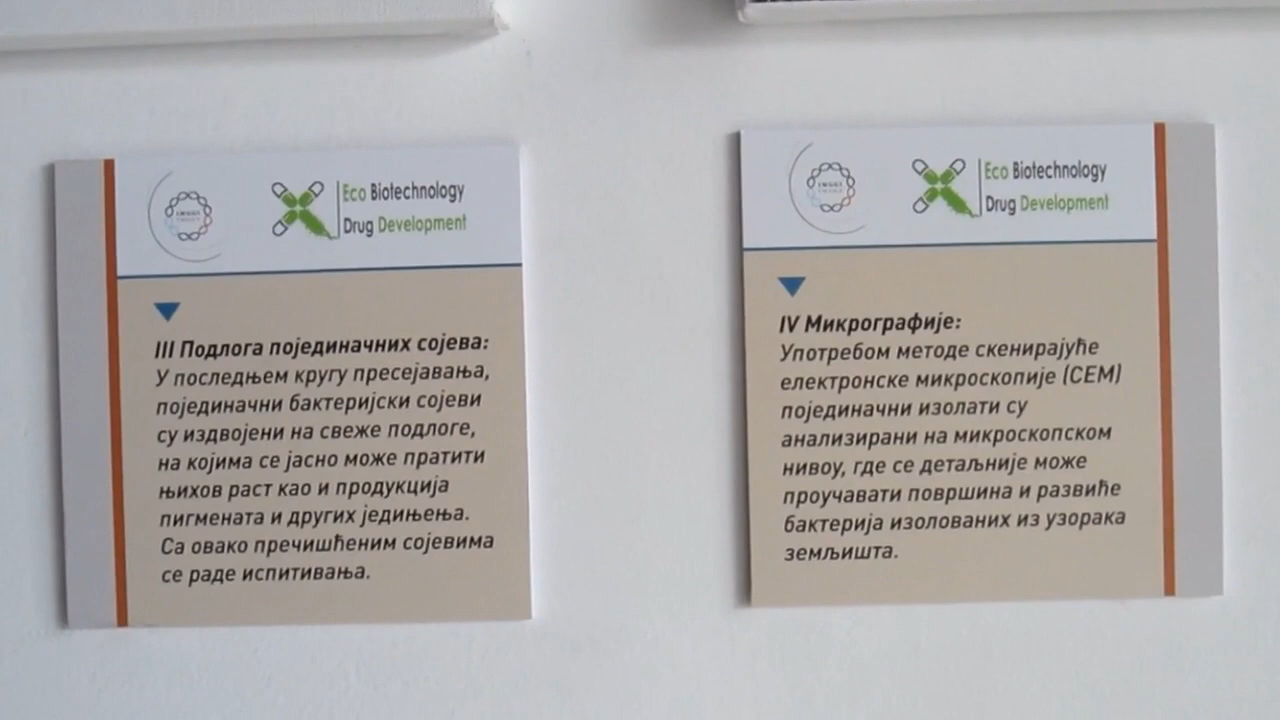 Eco Biotechnology
Drug Development
III Подлога појединачних сојева:
У последњем кругу пресејавања,
појединачни бактеријски сојеви
су издвојени на свеже подлоге,
на којима се јасно може пратити
њихов раст као и продукција
пигмената и других једињења.
Са овако пречишћеним сојевима
се раде испитивања.
Eco Biotechnology
Drug Development
IV Микрографије:
Употребом методе скенирајуће
електронске микроскопије (СЕМ)
појединачни изолати су
анализирани на микроскопском
нивоу, где се детаљније може
проучавати површина и развиће
бактерија изолованих из узорака
земљишта.